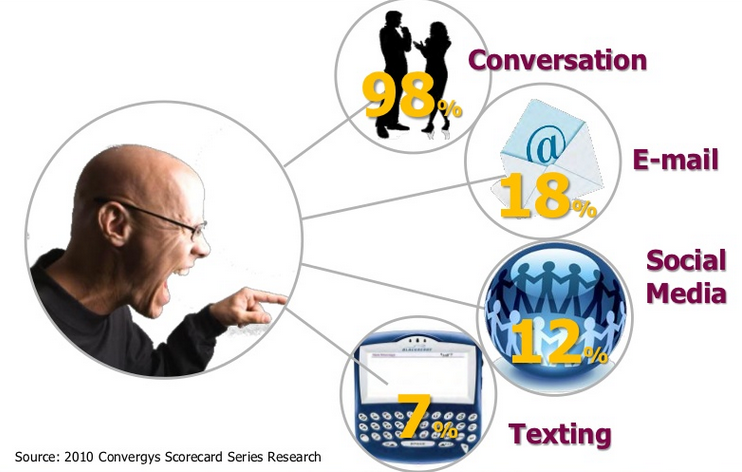 98%
Conversation
@
18%
E-mail
12%
Social
Media
7%
Texting
Source: 2010 Convergys Scorecard Series Research